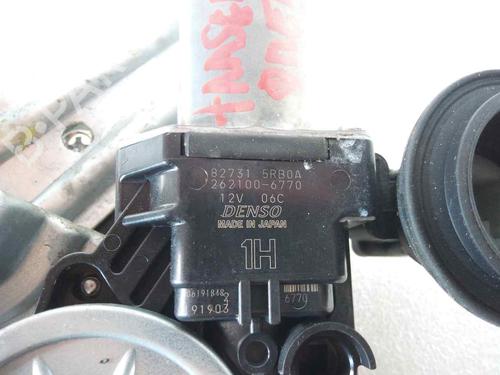 82731 5RB0A
262100-6770
12V 06C
DENSO
MADE IN JAPAN
1H
6770
91903